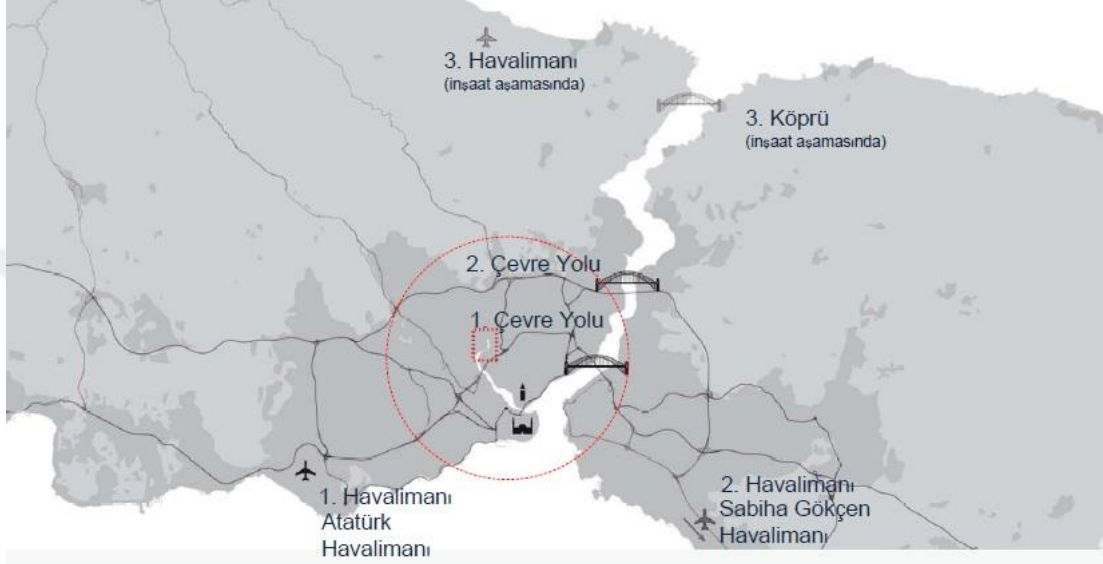 3. Havalimanı
(inşaat aşamasında)
3. Köprü
(inşaat aşamasında)
2. Çevre Yolu
1. Çevre Yolu
1. Havalimanı
Atatürk
Havalimanı
2. Havalimanı
Sabiha Gökçen
Havalimanı